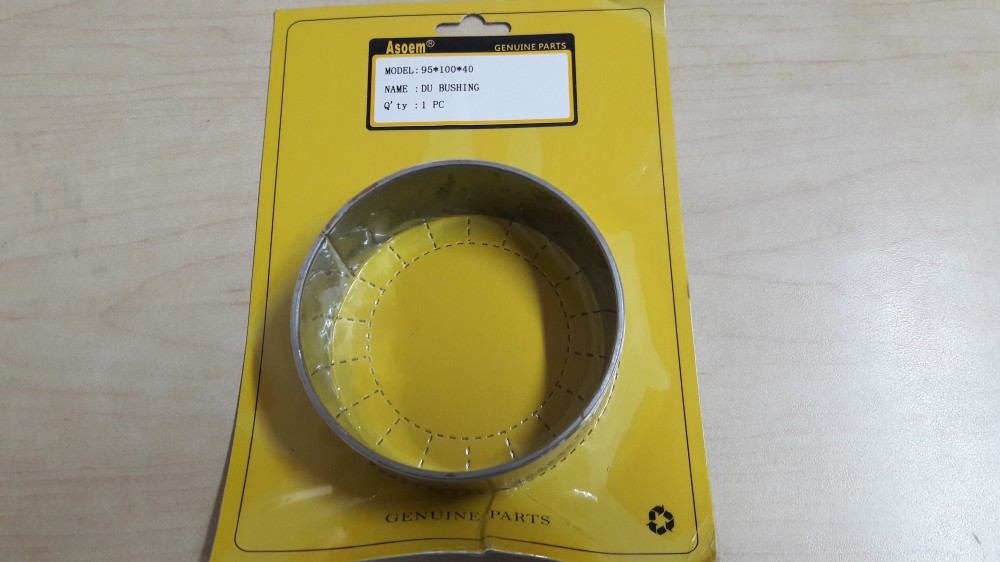 Asoem® GENUINE PARTS
MODEL:95*100*40
NAME :DU BUSHING
Q'ty :1 PC
GENUINE PARTS